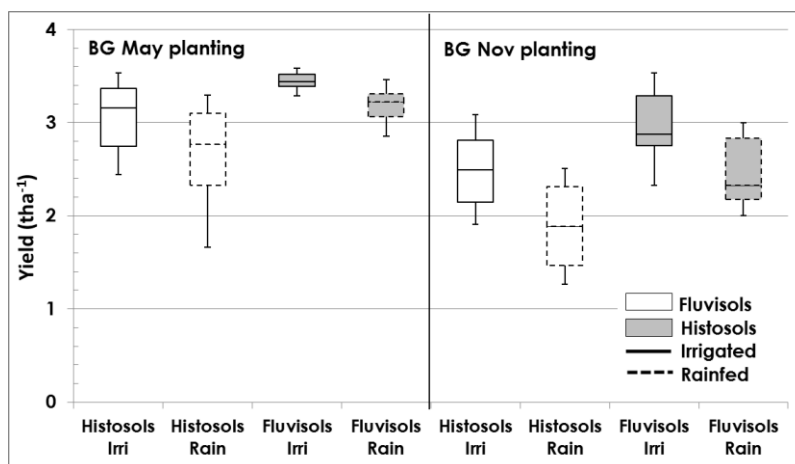 BG May planting
BG Nov planting
Yield (tha⁻¹)
4
3
2
1
0
Fluvisols
Histosols
Irrigated
Rainfed
Histosols Histosols Fluvisols Fluvisols Histosols Histosols Fluvisols Fluvisols
Irri Rain Irri Rain Irri Rain Irri Rain